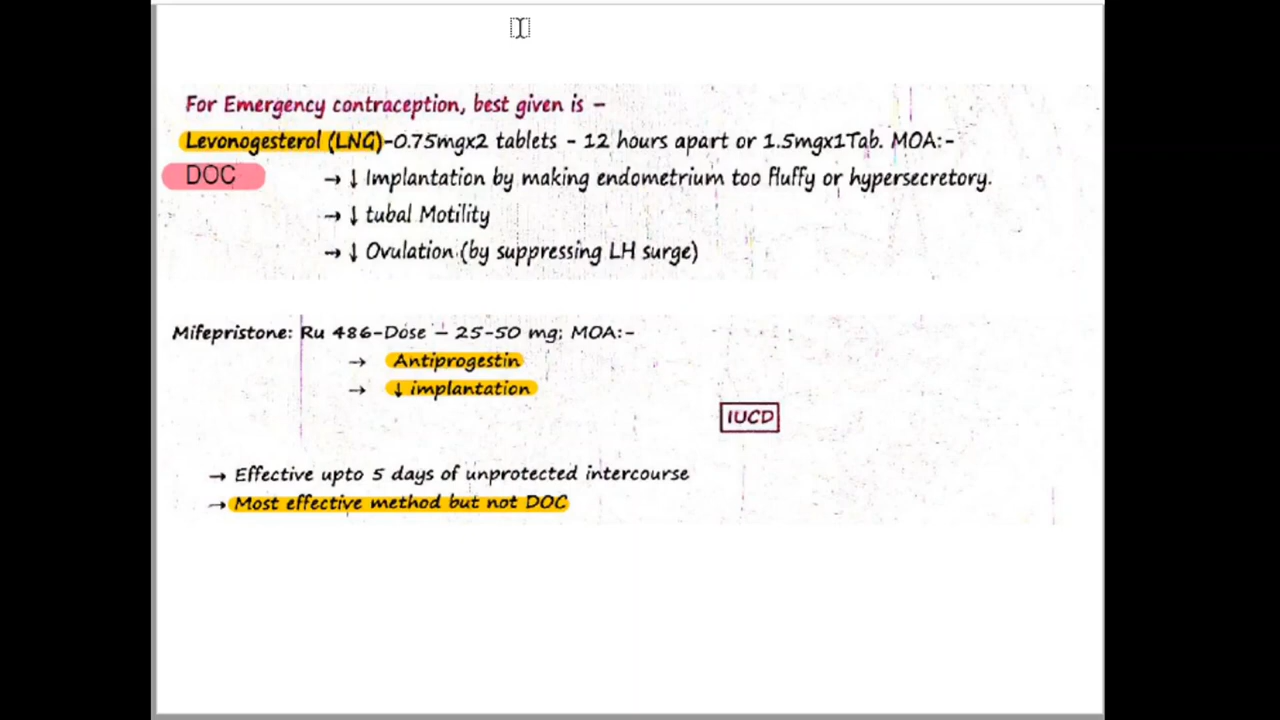 For Emergency contraception, best given is -
Levonogesterol (LNG)-0.75mgx2 tablets - 12 hours apart or 1.5mgx1Tab. MOA:-
DOC → ↓ Implantation by making endometrium too fluffy or hypersecretory.
→ ↓ tubal Motility
→ ↓ Ovulation (by suppressing LH surge)
Mifepristone: Ru 486-Dose - 25-50 mg; MOA:-
→ Antiprogestin
→ ↓ implantation
IUCD
→ Effective upto 5 days of unprotected intercourse
→ Most effective method but not DOC